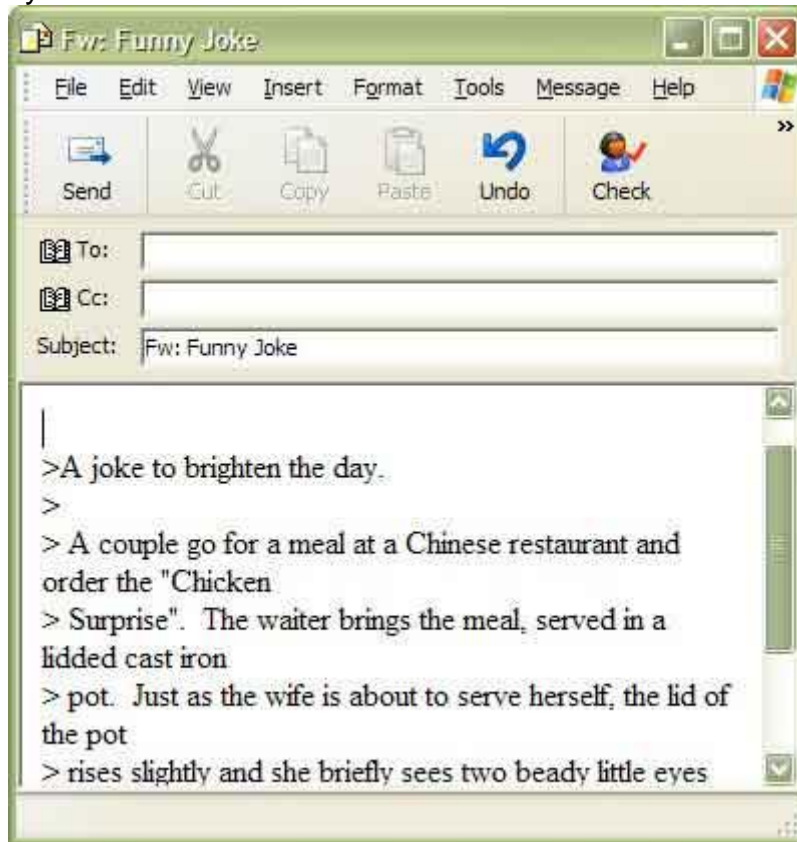 Fw: Funny Joke
File Edit View Insert Format Tools Message Help
Send Cut Copy Paste Undo Check »
To:
Cc:
Subject: Fw: Funny Joke
>A joke to brighten the day.
>
> A couple go for a meal at a Chinese restaurant and
order the "Chicken
> Surprise".  The waiter brings the meal, served in a
lidded cast iron
> pot.  Just as the wife is about to serve herself, the lid of
the pot
> rises slightly and she briefly sees two beady little eyes